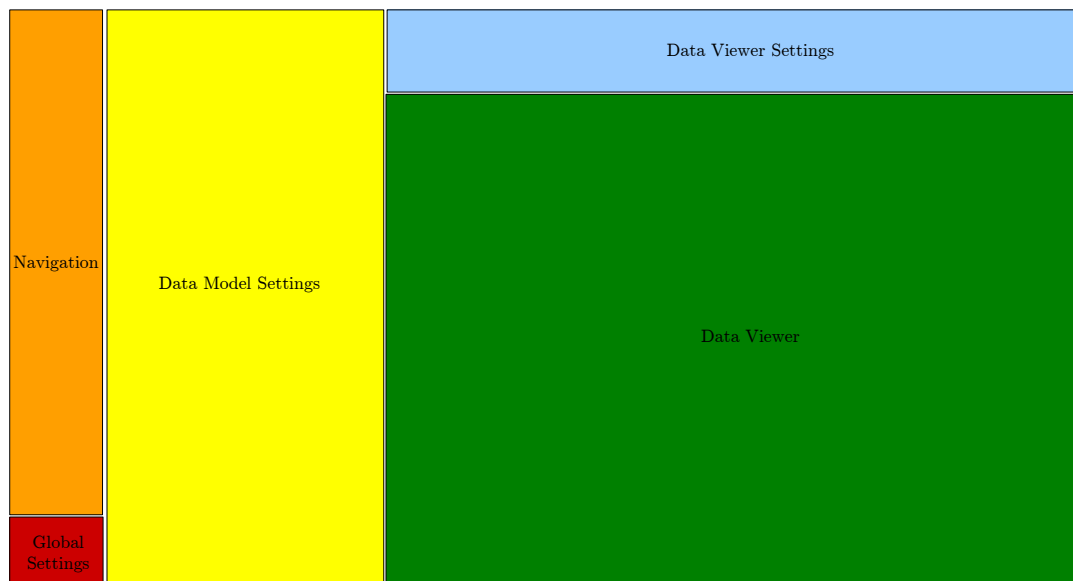 Data Viewer Settings
Navigation
Data Model Settings
Data Viewer
Global
Settings